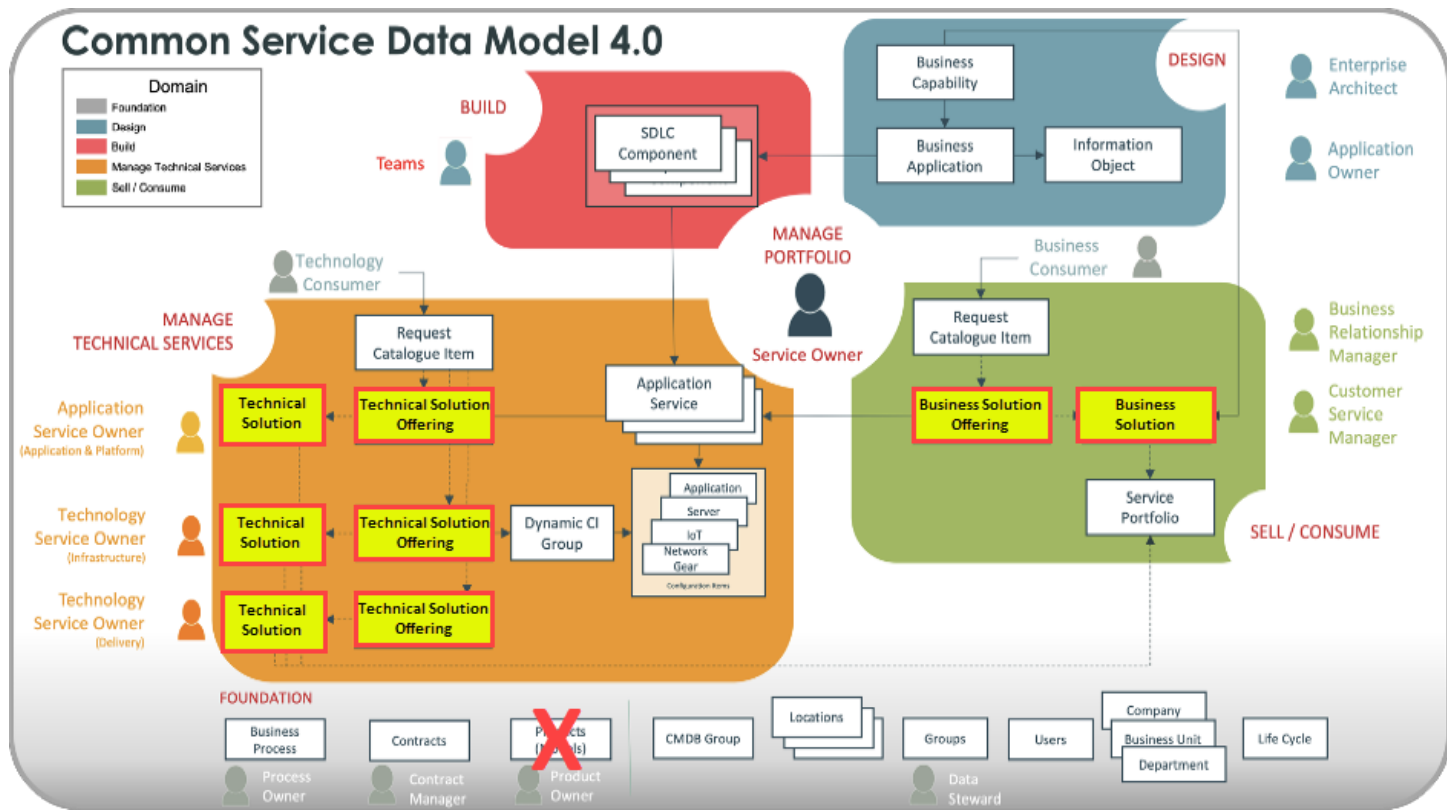 Common Service Data Model 4.0
Domain
Foundation
Design
Build
Manage Technical Services
Sell / Consume
BUILD
Teams
SDLC
Component
DESIGN
Business
Capability
Business
Application
Information
Object
Enterprise
Architect
Application
Owner
MANAGE
PORTFOLIO
Service Owner
Technology
Consumer
Business
Consumer
MANAGE
TECHNICAL SERVICES
Request
Catalogue Item
Application
Service Owner
(Application & Platform)
Technical
Solution
Technical Solution
Offering
Application
Service
Technology
Service Owner
(Infrastructure)
Technical
Solution
Technical Solution
Offering
Dynamic CI
Group
Application
Server
IoT
Network
Gear
Configuration Items
Technology
Service Owner
(Delivery)
Technical
Solution
Technical Solution
Offering
Request
Catalogue Item
Business Solution
Offering
Business
Solution
Service
Portfolio
SELL / CONSUME
Business
Relationship
Manager
Customer
Service
Manager
FOUNDATION
Business
Process
Process
Owner
Contracts
Contract
Manager
Product
Owner
CMDB Group
Locations
Groups
Data
Steward
Users
Company
Business Unit
Department
Life Cycle